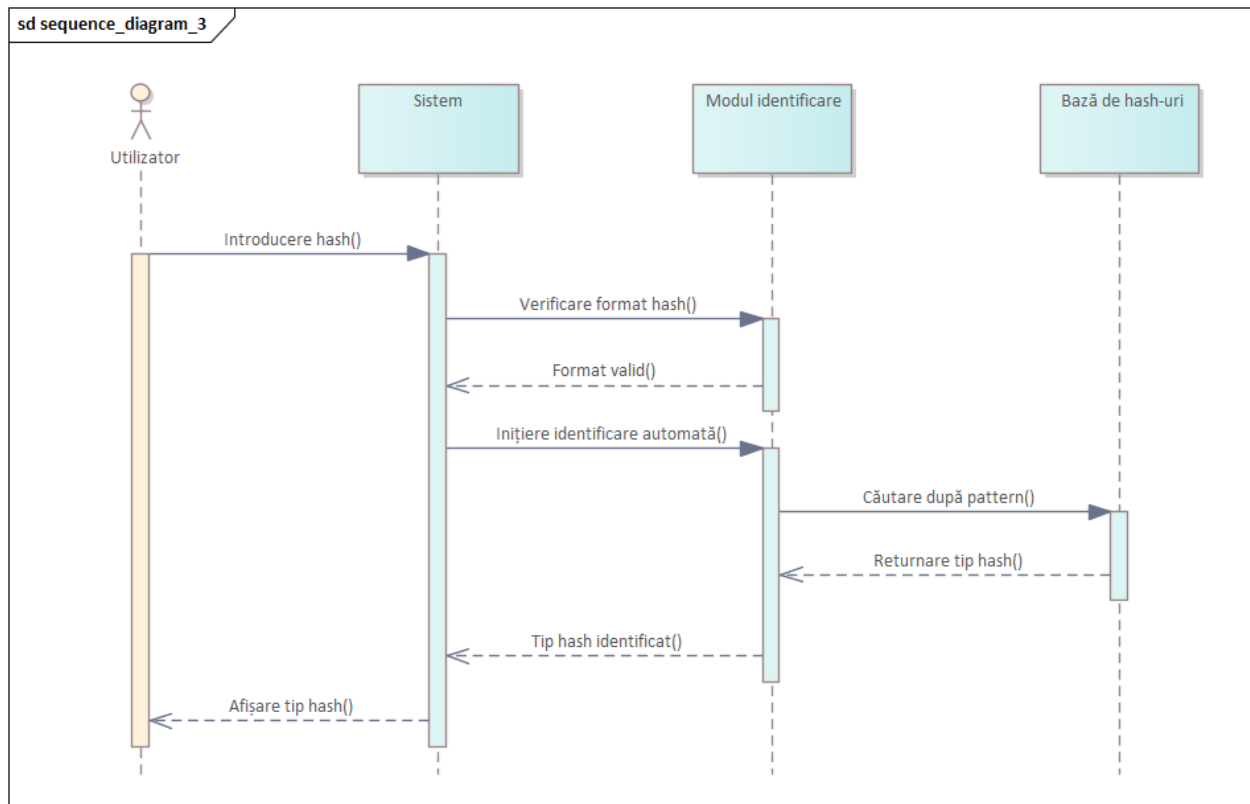 sd sequence_diagram_3
Utilizator
Sistem
Modul identificare
Bază de hash-uri
Introducere hash()
Verificare format hash()
Format valid()
Inițiere identificare automată()
Căutare după pattern()
Returnare tip hash()
Tip hash identificat()
Afișare tip hash()